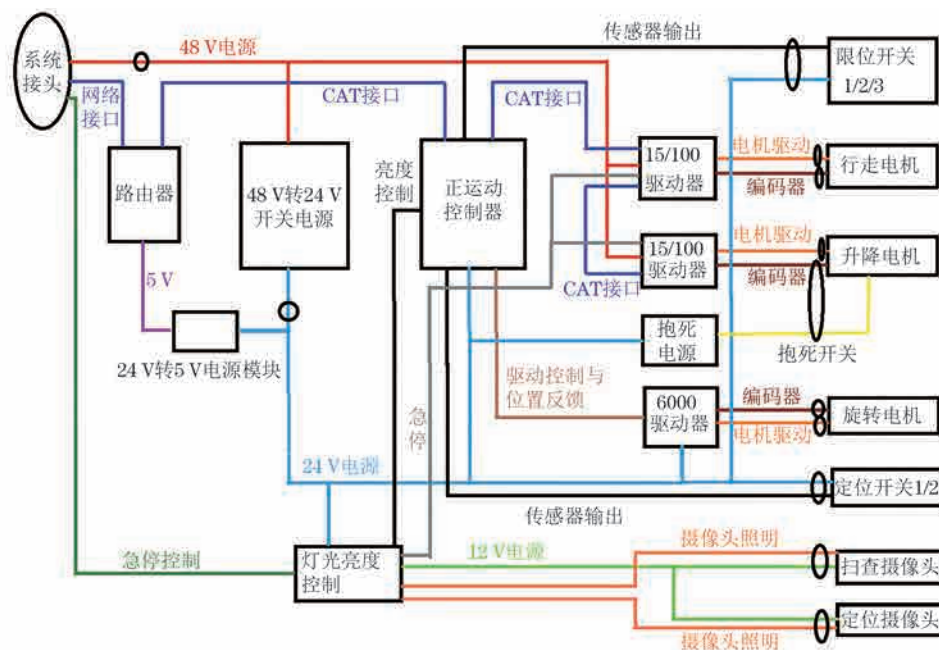 系统
接头
48 V电源
网络
接口
CAT接口
CAT接口
传感器输出
限位开关
1/2/3
路由器
48 V转24 V
开关电源
亮度
控制
正运动
控制器
15/100
驱动器
电机驱动
编码器
行走电机
15/100
驱动器
电机驱动
编码器
升降电机
CAT接口
5 V
24 V转5 V电源模块
抱死
电源
抱死开关
驱动控制与
位置反馈
急
停
6000
驱动器
编码器
电机驱动
旋转电机
24 V电源
定位开关1/2
传感器输出
急停控制
灯光亮度
控制
12 V电源
摄像头照明
扫查摄像头
定位摄像头
摄像头照明